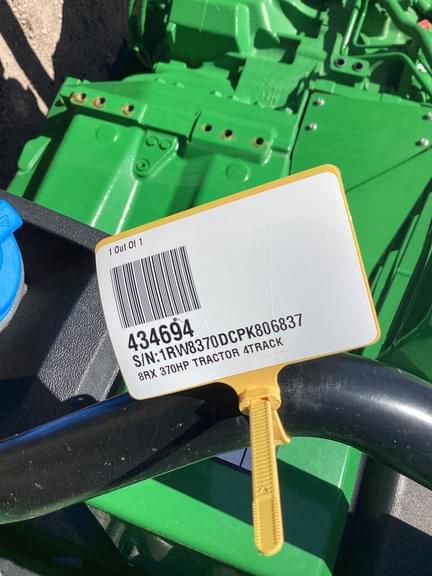 1 Out Of 1
434694
S/N:1RW8370DCPK806837
8RX 370HP TRACTOR 4TRACK